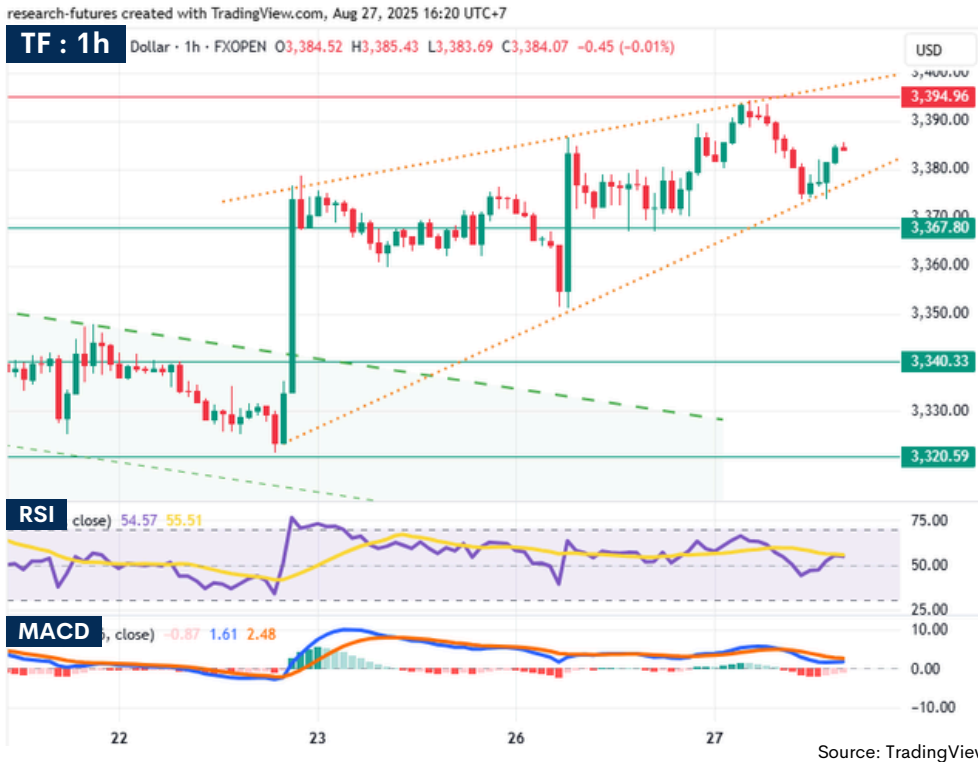 research-futures created with TradingView.com, Aug 27, 2025 16:20 UTC+7
TF : 1h
Dollar · 1h · FXOPEN O3,384.52 H3,385.43 L3,383.69 C3,384.07 −0.45 (−0.01%)
USD
3,400.00
3,394.96
3,390.00
3,380.00
3,370.00
3,367.80
3,360.00
3,350.00
3,340.33
3,330.00
3,320.59
RSI
close) 54.57 55.51
75.00
50.00
25.00
MACD
, close) −0.87 1.61 2.48
10.00
0.00
−10.00
22 23 26 27
Source: TradingView